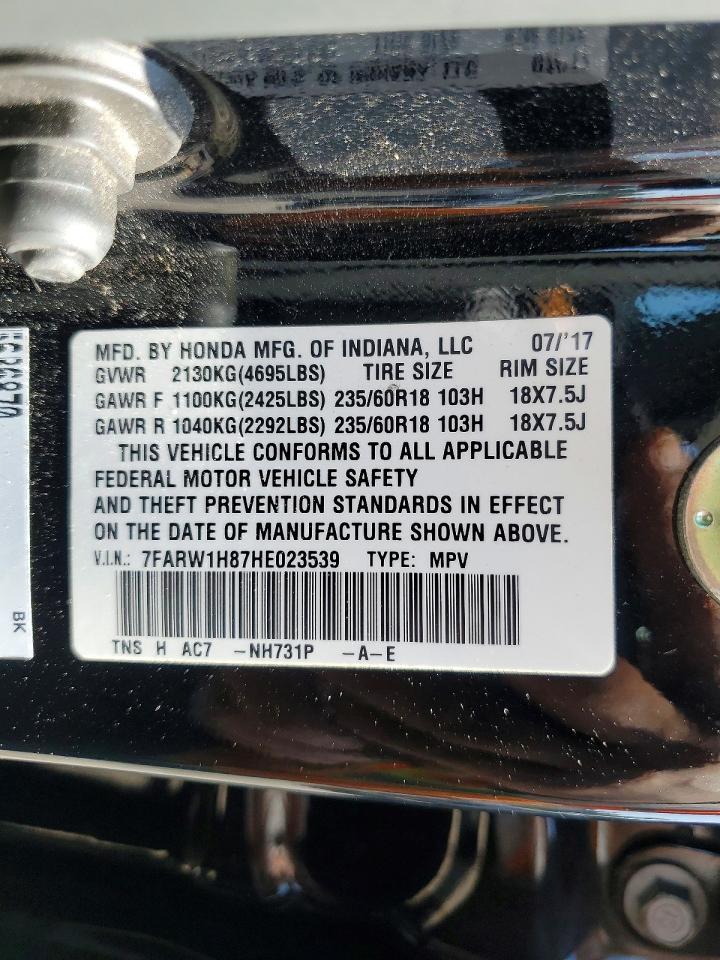 MFD. BY HONDA MFG. OF INDIANA, LLC 07/'17
GVWR 2130KG(4695LBS) TIRE SIZE RIM SIZE
GAWR F 1100KG(2425LBS) 235/60R18 103H 18X7.5J
GAWR R 1040KG(2292LBS) 235/60R18 103H 18X7.5J
THIS VEHICLE CONFORMS TO ALL APPLICABLE
FEDERAL MOTOR VEHICLE SAFETY
AND THEFT PREVENTION STANDARDS IN EFFECT
ON THE DATE OF MANUFACTURE SHOWN ABOVE.
V.I.N.: 7FARW1H87HE023539 TYPE: MPV
TNS H AC7 -NH731P -A-E
BK